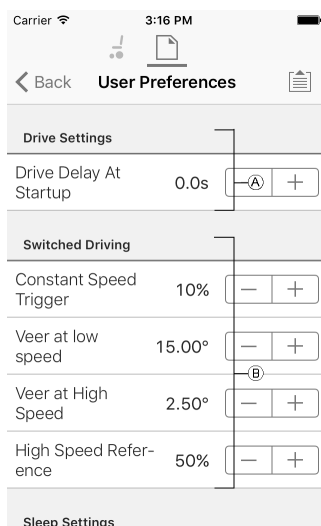 Carrier 3:16 PM
Back User Preferences
Drive Settings
Drive Delay At
Startup
0.0s
A
Switched Driving
Constant Speed
Trigger
10%
Veer at low
speed
15.00°
B
Veer at High
Speed
2.50°
High Speed Refer-
ence
50%
Sleep Settings